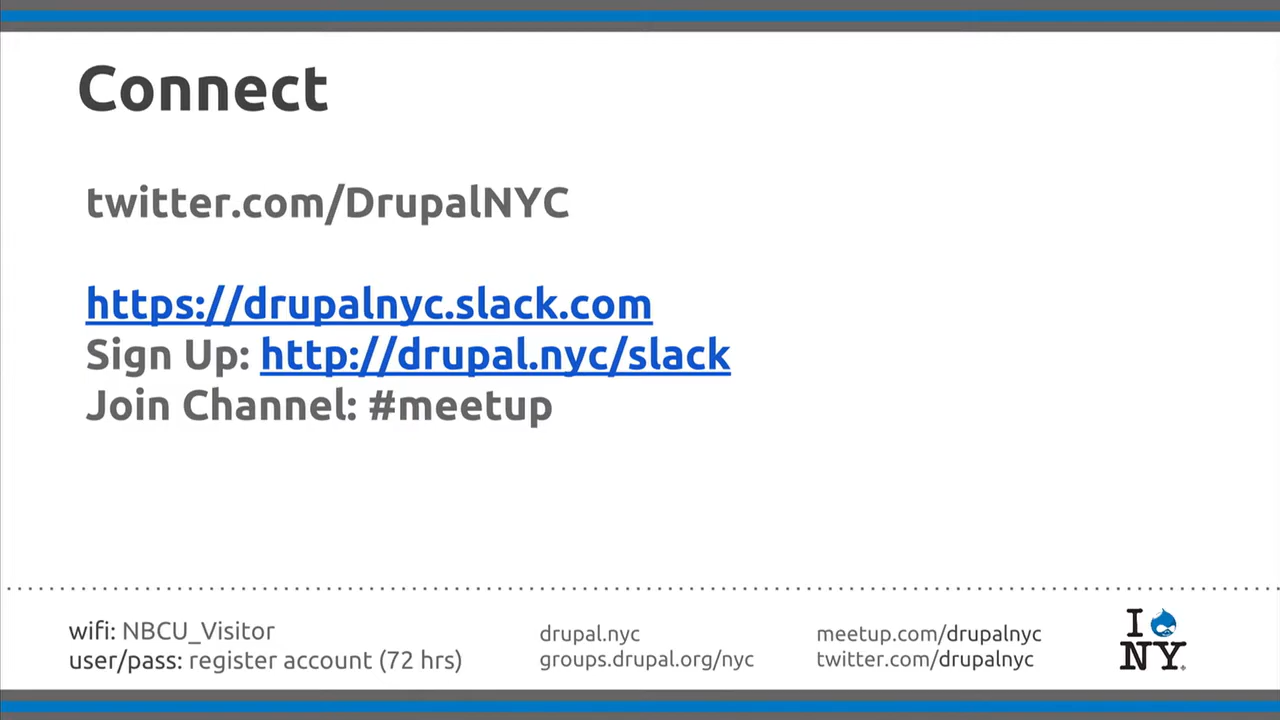 Connect
twitter.com/DrupalNYC
https://drupalnyc.slack.com
Sign Up: http://drupal.nyc/slack
Join Channel: #meetup
wifi: NBCU_Visitor
user/pass: register account (72 hrs)
drupal.nyc
groups.drupal.org/nyc
meetup.com/drupalnyc
twitter.com/drupalnyc
I
NY